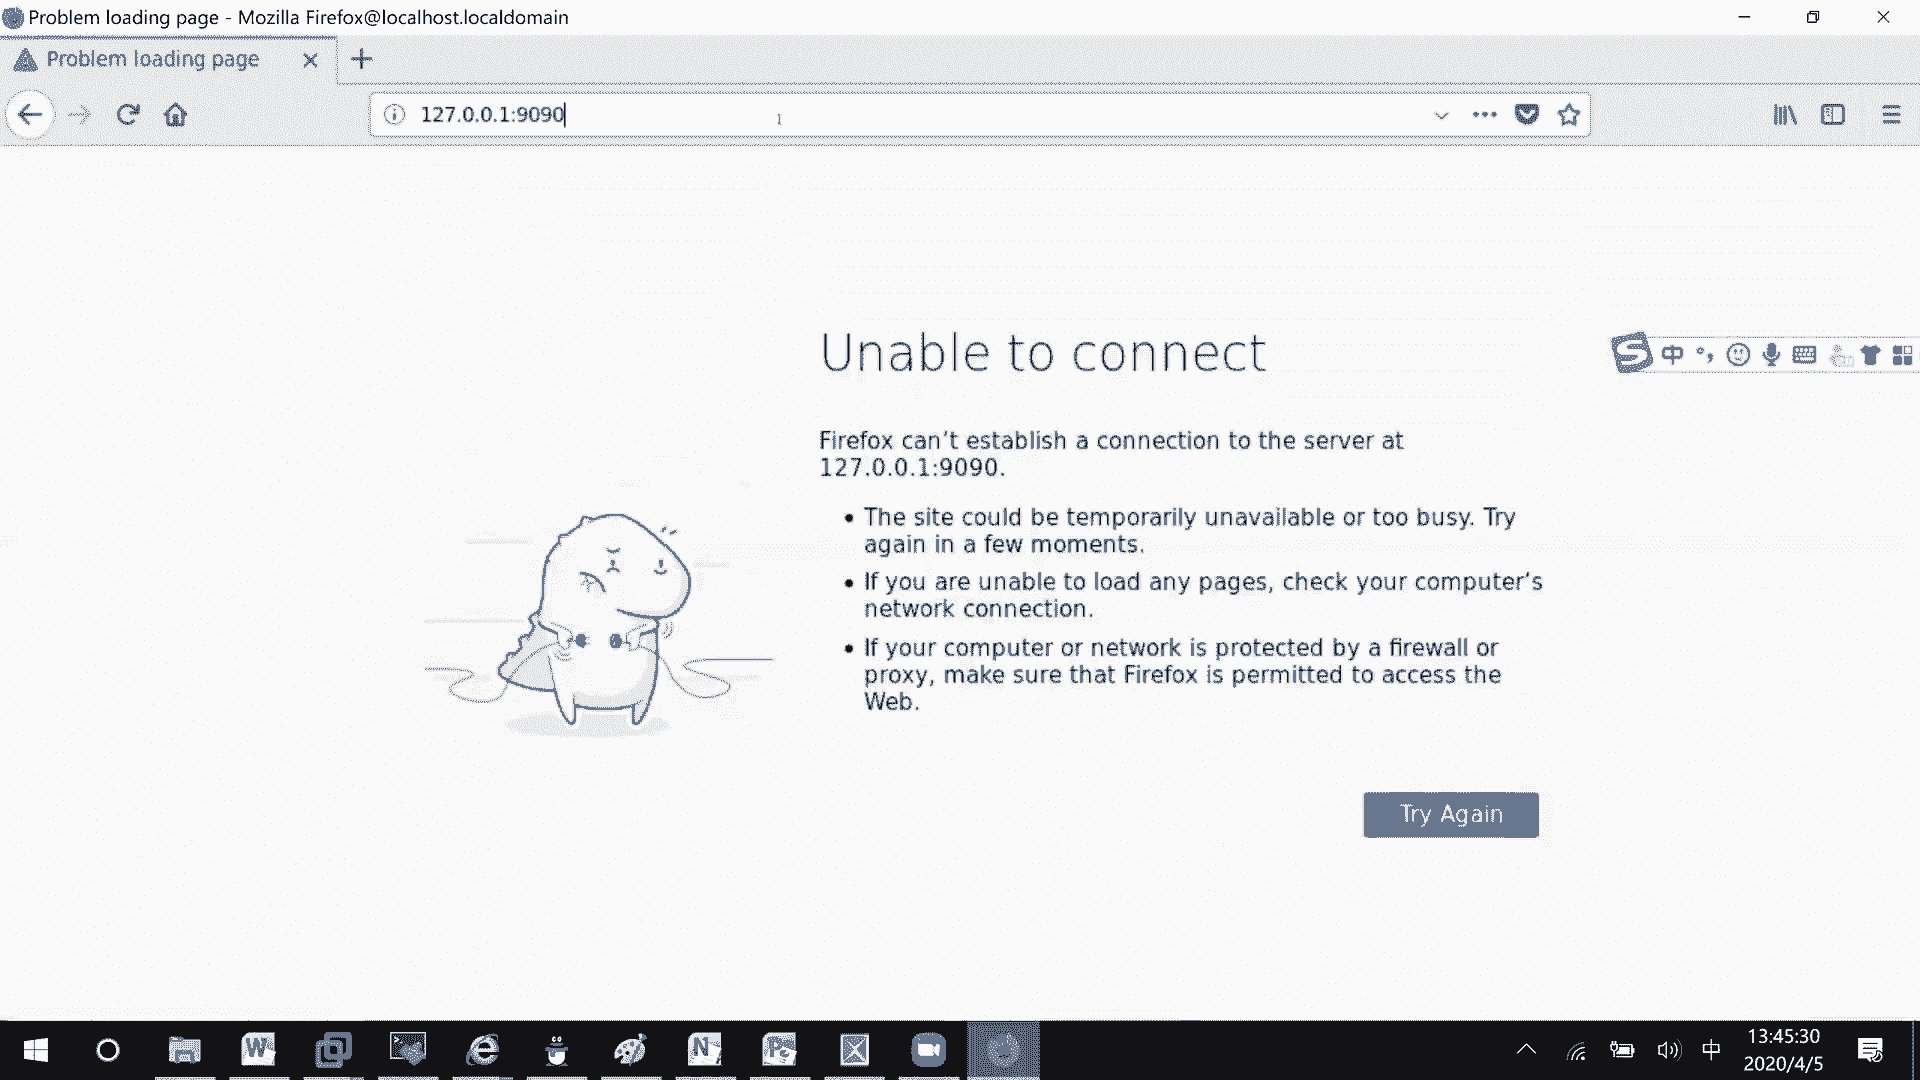 Problem loading page - Mozilla Firefox@localhost.localdomain
Problem loading page
127.0.0.1:9090
Unable to connect
Firefox can’t establish a connection to the server at
127.0.0.1:9090.
• The site could be temporarily unavailable or too busy. Try
again in a few moments.
• If you are unable to load any pages, check your computer’s
network connection.
• If your computer or network is protected by a firewall or
proxy, make sure that Firefox is permitted to access the
Web.
Try Again
中
中
13:45:30
2020/4/5